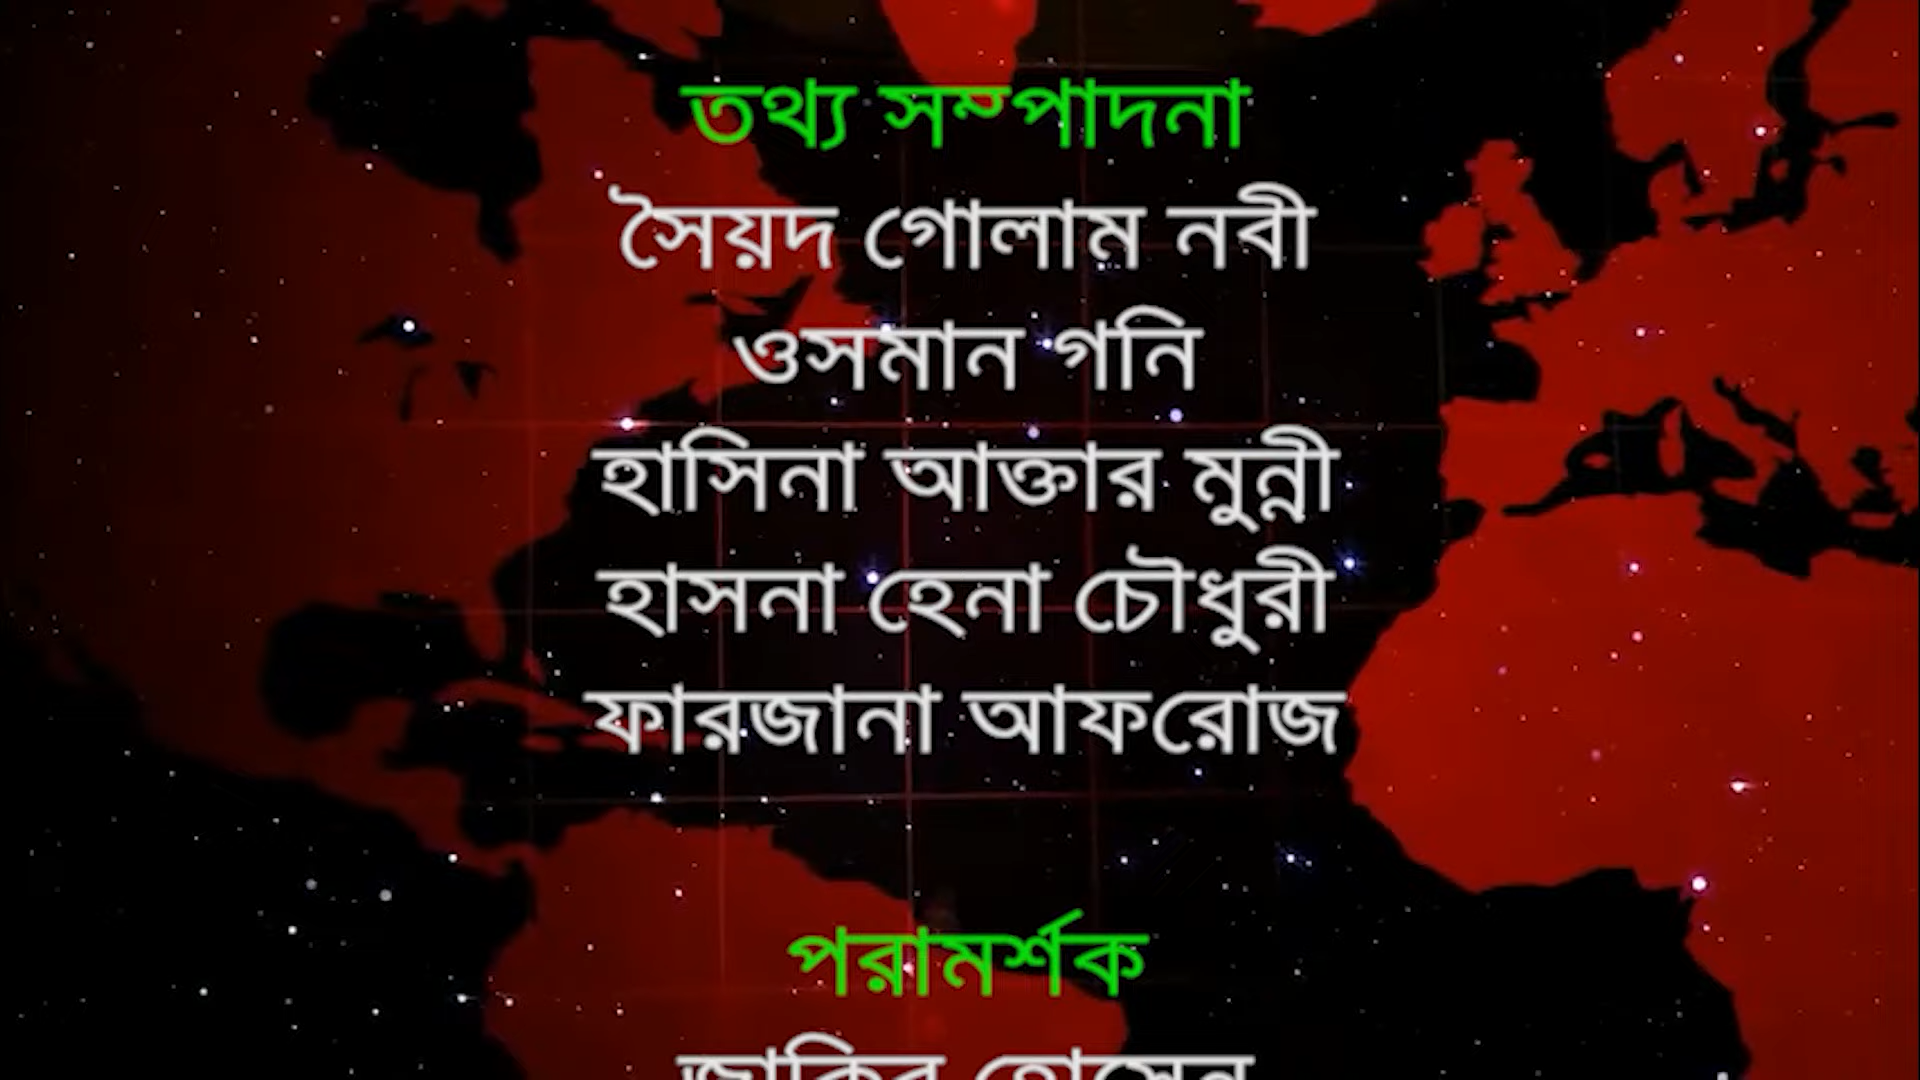 তথ্য সম্পাদনা
সৈয়দ গোলাম নবী
ওসমান গনি
হাসিনা আক্তার মুন্নী
হাসনা হেনা চৌধুরী
ফারজানা আফরোজ
পরামর্শক
জাকির হোসেন